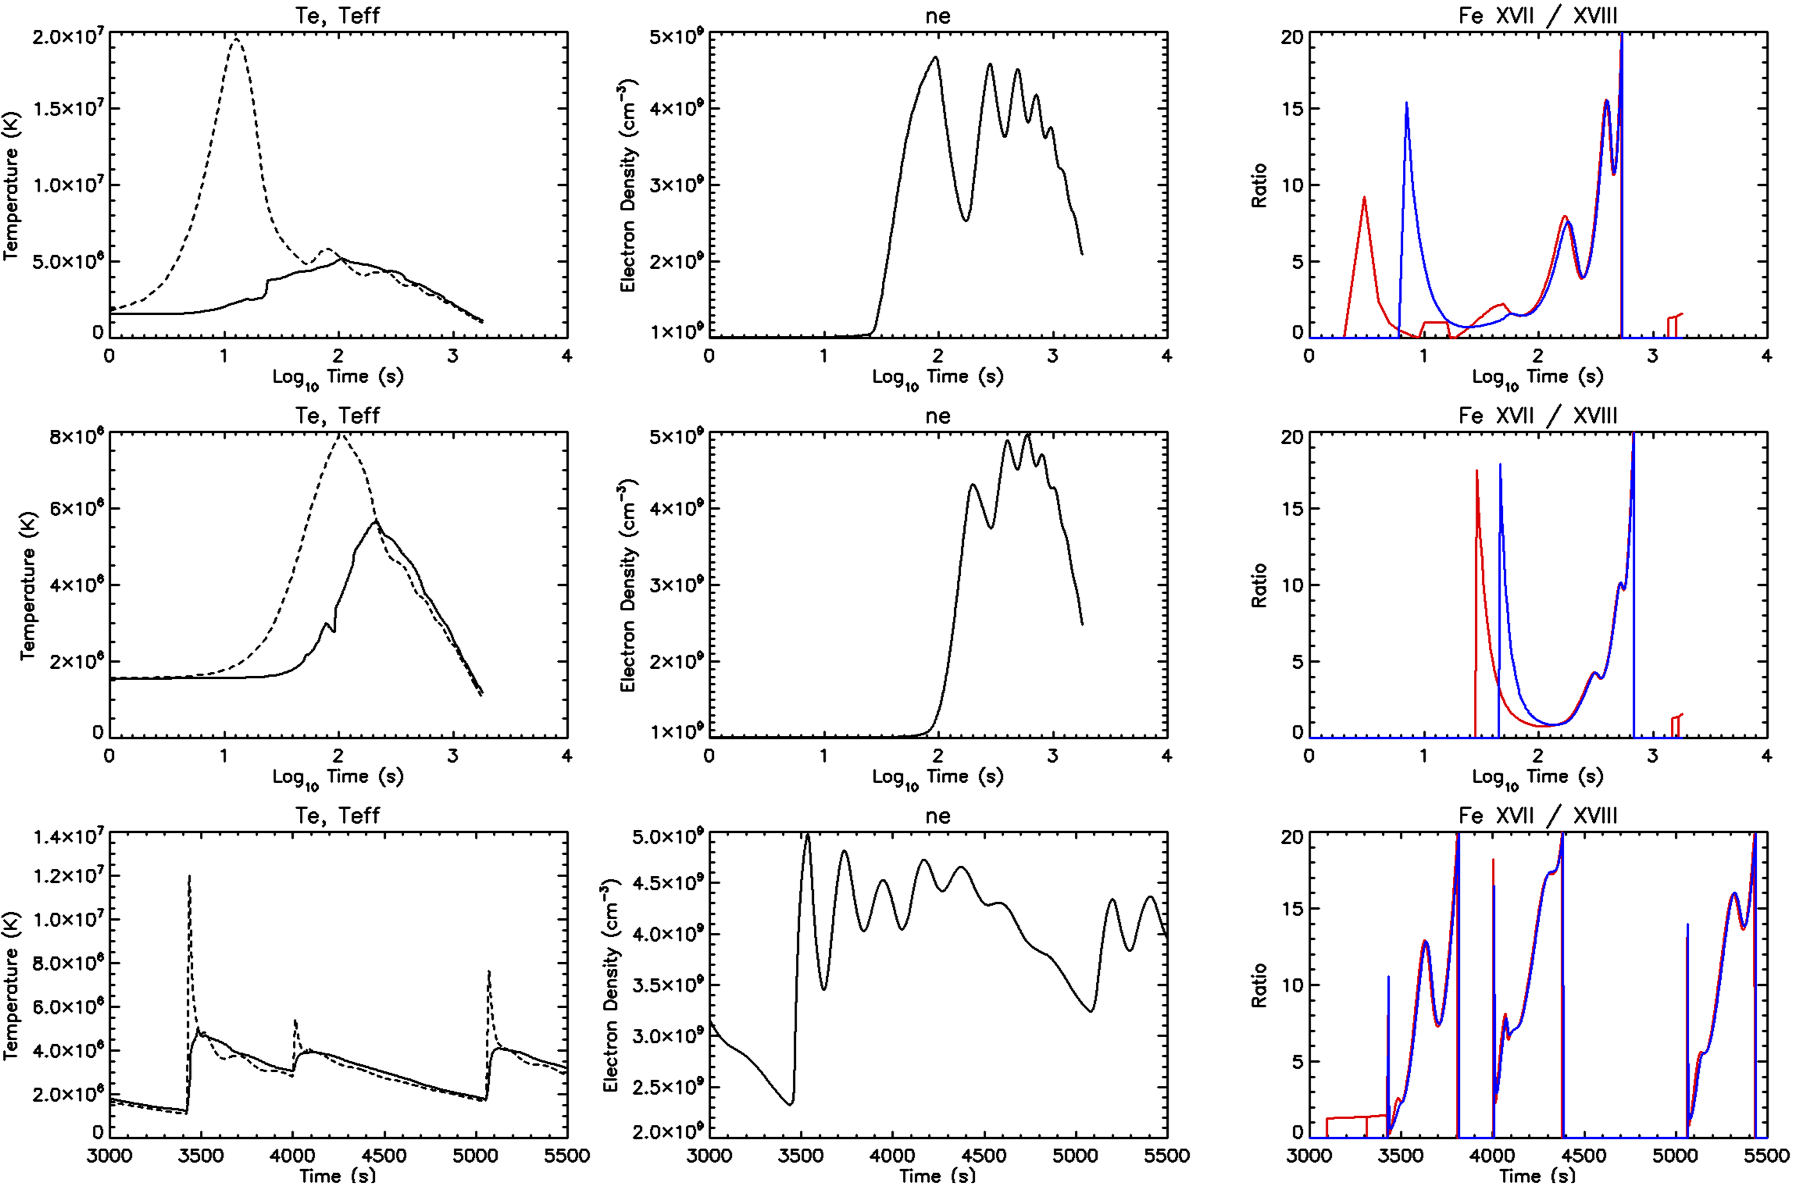 Te, Teff
Temperature (K)
2.0×10⁷
1.5×10⁷
1.0×10⁷
5.0×10⁶
0
0 1 2 3 4
Log₁₀ Time (s)
ne
Electron Density (cm⁻³)
5×10⁹
4×10⁹
3×10⁹
2×10⁹
1×10⁹
0 1 2 3 4
Log₁₀ Time (s)
Fe XVII / XVIII
Ratio
20
15
10
5
0
0 1 2 3 4
Log₁₀ Time (s)
Te, Teff
Temperature (K)
8×10⁶
6×10⁶
4×10⁶
2×10⁶
0
0 1 2 3 4
Log₁₀ Time (s)
ne
Electron Density (cm⁻³)
5×10⁹
4×10⁹
3×10⁹
2×10⁹
1×10⁹
0 1 2 3 4
Log₁₀ Time (s)
Fe XVII / XVIII
Ratio
20
15
10
5
0
0 1 2 3 4
Log₁₀ Time (s)
Te, Teff
Temperature (K)
1.4×10⁷
1.2×10⁷
1.0×10⁷
8.0×10⁶
6.0×10⁶
4.0×10⁶
2.0×10⁶
0
3000 3500 4000 4500 5000 5500
Time (s)
ne
Electron Density (cm⁻³)
5.0×10⁹
4.5×10⁹
4.0×10⁹
3.5×10⁹
3.0×10⁹
2.5×10⁹
2.0×10⁹
3000 3500 4000 4500 5000 5500
Time (s)
Fe XVII / XVIII
Ratio
20
15
10
5
0
3000 3500 4000 4500 5000 5500
Time (s)